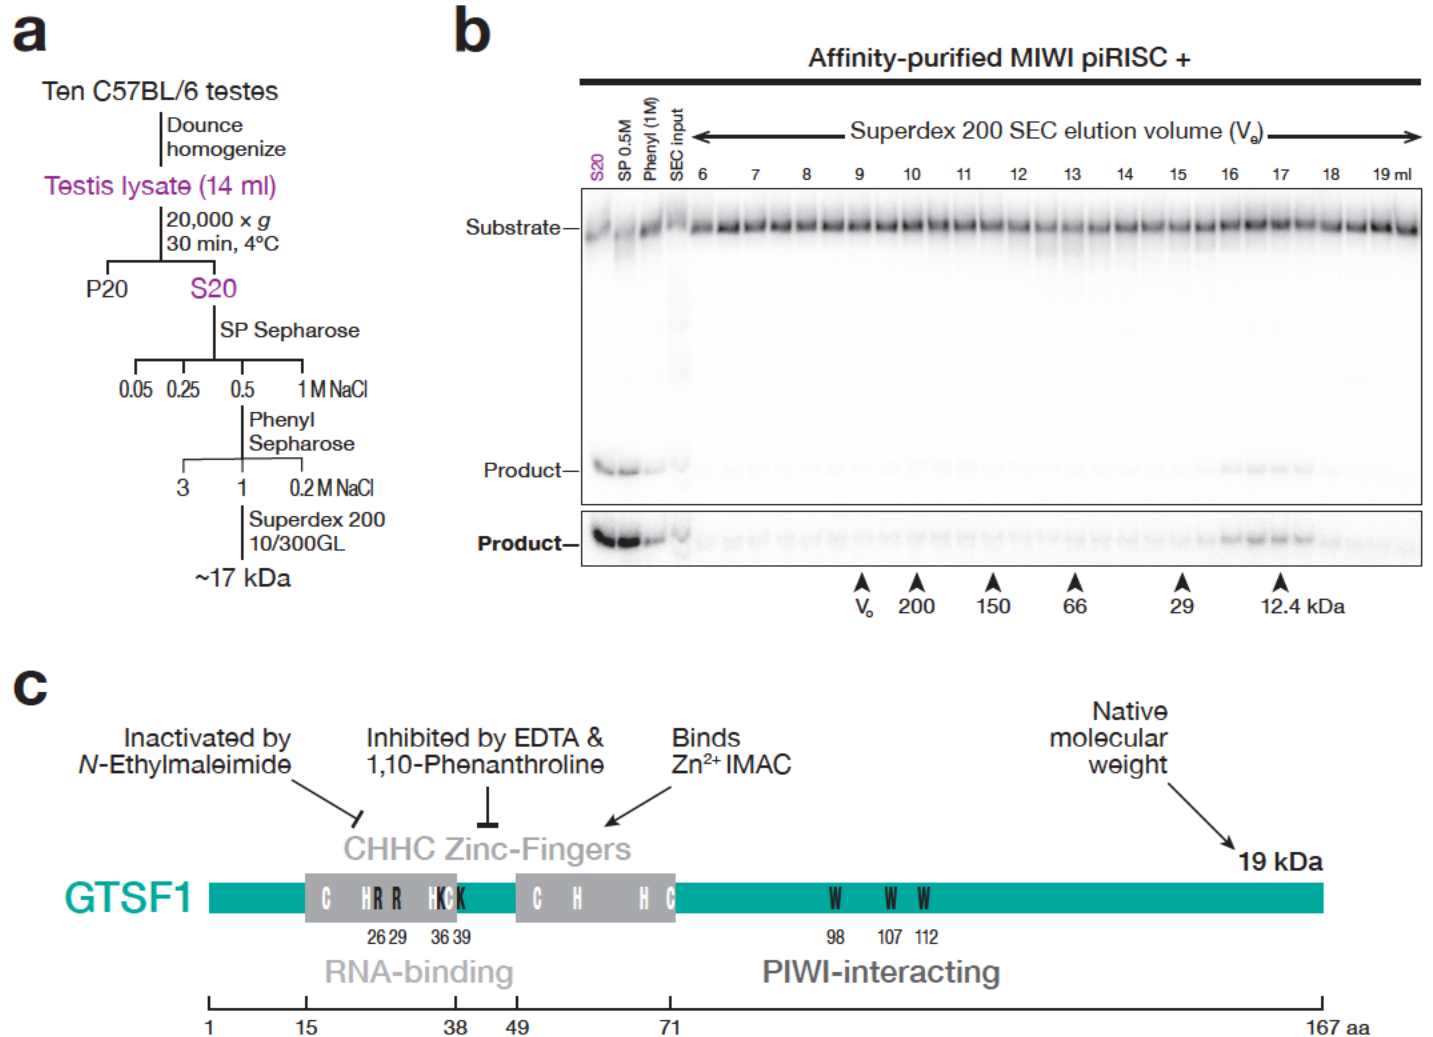 a
Ten C57BL/6 testes
Dounce
homogenize
Testis lysate (14 ml)
20,000 x g
30 min, 4ºC
P20
S20
SP Sepharose
0.05 0.25 0.5 1 M NaCl
Phenyl
Sepharose
3 1 0.2 M NaCl
Superdex 200
10/300GL
~17 kDa
b
Affinity-purified MIWI piRISC +
S20
SP 0.5M
Phenyl (1M)
SEC input
Superdex 200 SEC elution volume (Ve)
6 7 8 9 10 11 12 13 14 15 16 17 18 19 ml
Substrate
Product
Product
Vo 200 150 66 29 12.4 kDa
c
Inactivated by
N-Ethylmaleimide
Inhibited by EDTA &
1,10-Phenanthroline
Binds
Zn2+ IMAC
Native
molecular
weight
CHHC Zinc-Fingers
19 kDa
GTSF1
C H R R H K C K C H H C W W W
26 29 36 39 98 107 112
RNA-binding
PIWI-interacting
1 15 38 49 71 167 aa